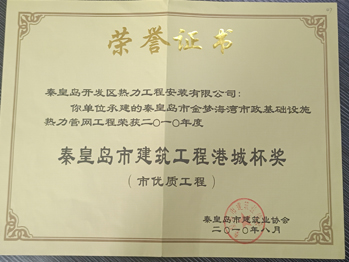 荣誉证书
秦皇岛开发区热力工程安装有限公司：
你单位承建的秦皇岛市金梦海湾市政基础设施
热力管网工程荣获二〇一〇年度
秦皇岛市建筑工程港城杯奖
（市优质工程）
秦皇岛市建筑业协会
二〇一〇年八月